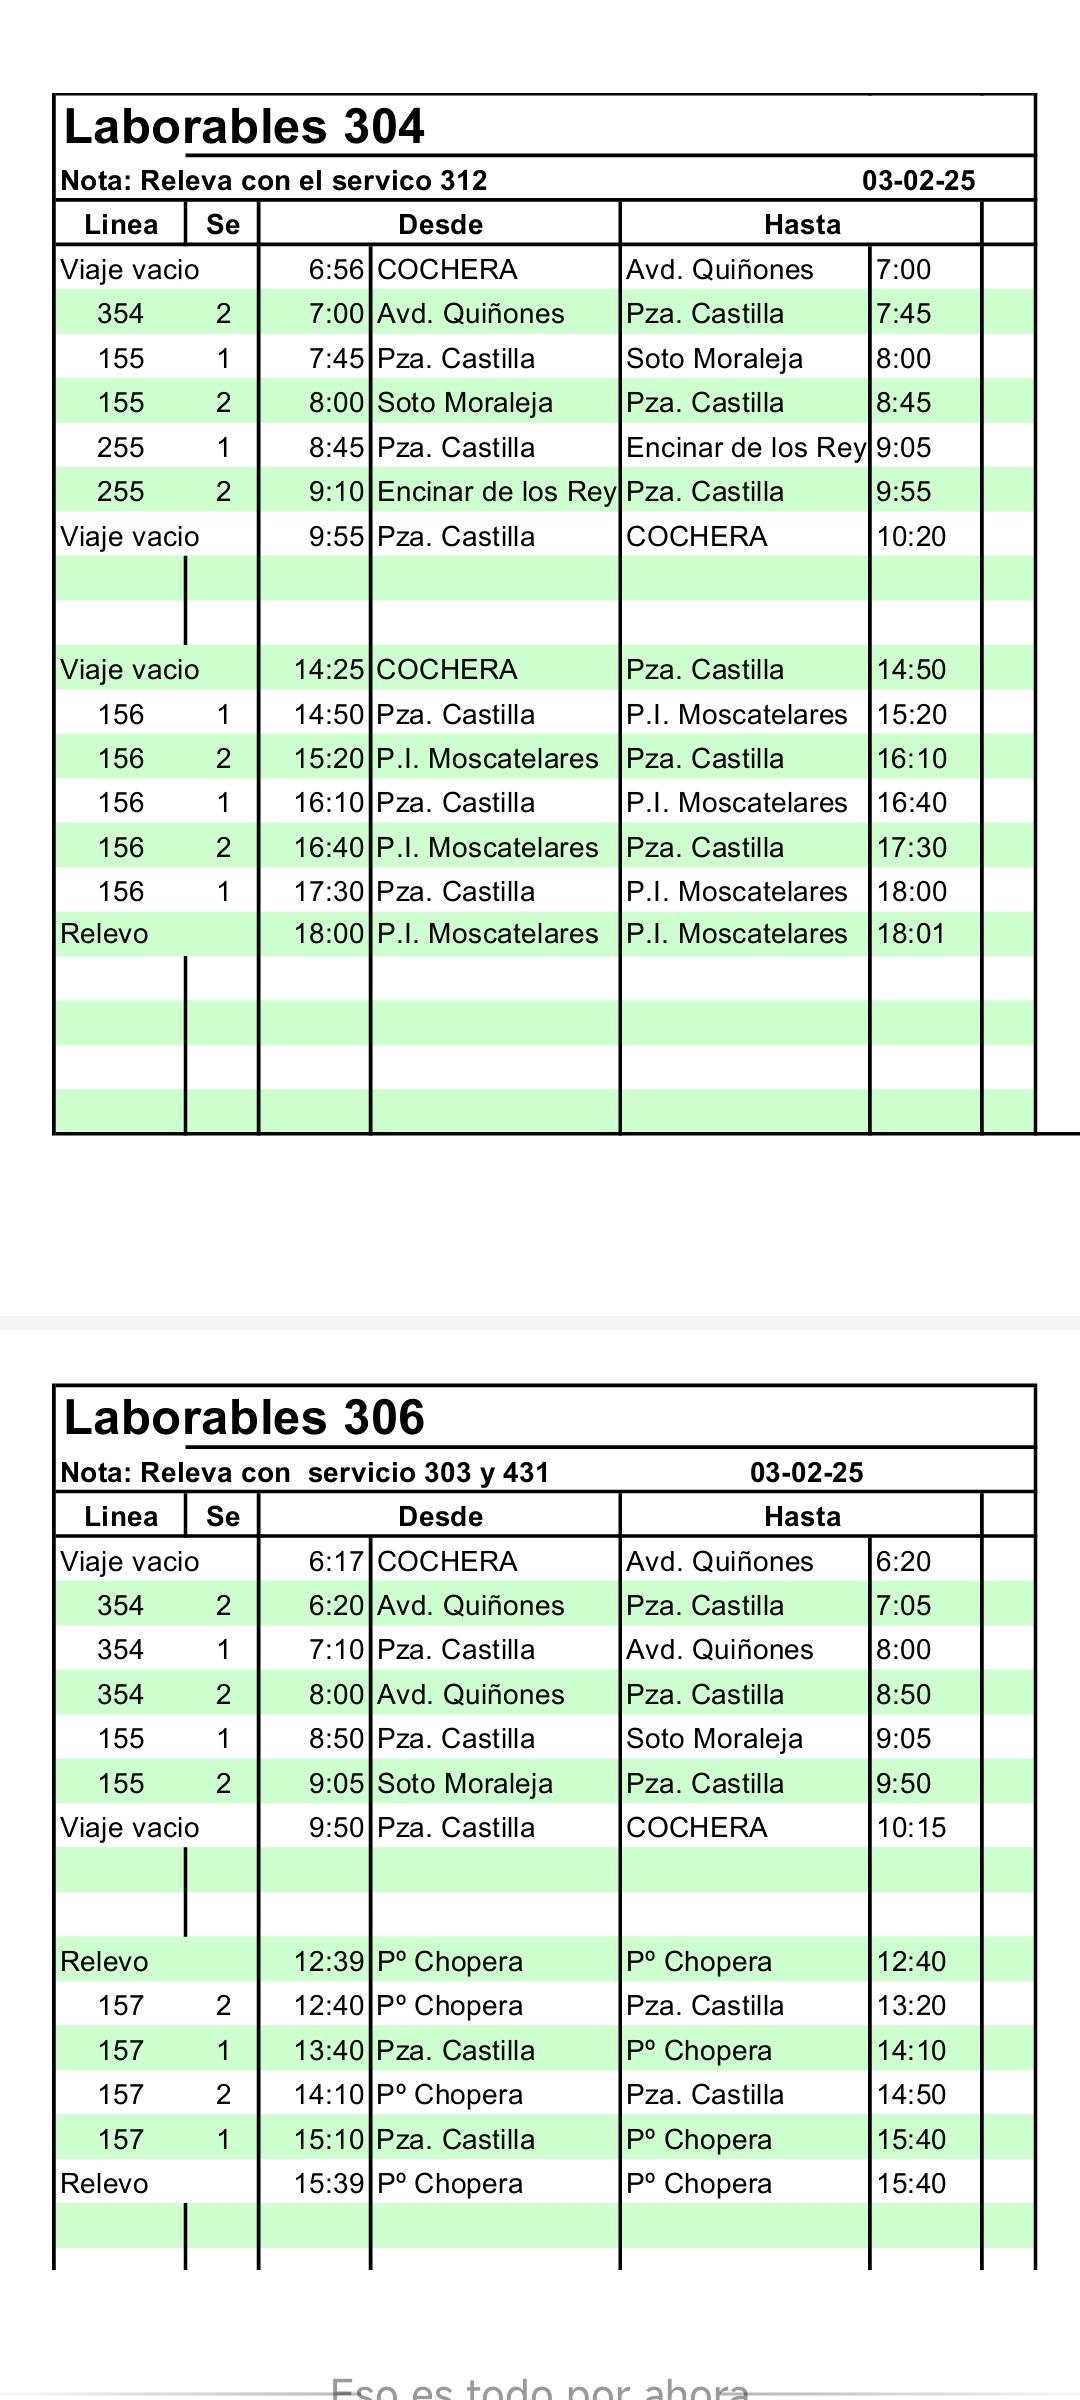 Laborables 304
Nota: Releva con el servico 312 03-02-25
Linea Se Desde Hasta
Viaje vacio 6:56 COCHERA Avd. Quiñones 7:00
354 2 7:00 Avd. Quiñones Pza. Castilla 7:45
155 1 7:45 Pza. Castilla Soto Moraleja 8:00
155 2 8:00 Soto Moraleja Pza. Castilla 8:45
255 1 8:45 Pza. Castilla Encinar de los Rey 9:05
255 2 9:10 Encinar de los Rey Pza. Castilla 9:55
Viaje vacio 9:55 Pza. Castilla COCHERA 10:20
Viaje vacio 14:25 COCHERA Pza. Castilla 14:50
156 1 14:50 Pza. Castilla P.I. Moscatelares 15:20
156 2 15:20 P.I. Moscatelares Pza. Castilla 16:10
156 1 16:10 Pza. Castilla P.I. Moscatelares 16:40
156 2 16:40 P.I. Moscatelares Pza. Castilla 17:30
156 1 17:30 Pza. Castilla P.I. Moscatelares 18:00
Relevo 18:00 P.I. Moscatelares P.I. Moscatelares 18:01
Laborables 306
Nota: Releva con servicio 303 y 431 03-02-25
Linea Se Desde Hasta
Viaje vacio 6:17 COCHERA Avd. Quiñones 6:20
354 2 6:20 Avd. Quiñones Pza. Castilla 7:05
354 1 7:10 Pza. Castilla Avd. Quiñones 8:00
354 2 8:00 Avd. Quiñones Pza. Castilla 8:50
155 1 8:50 Pza. Castilla Soto Moraleja 9:05
155 2 9:05 Soto Moraleja Pza. Castilla 9:50
Viaje vacio 9:50 Pza. Castilla COCHERA 10:15
Relevo 12:39 Pº Chopera Pº Chopera 12:40
157 2 12:40 Pº Chopera Pza. Castilla 13:20
157 1 13:40 Pza. Castilla Pº Chopera 14:10
157 2 14:10 Pº Chopera Pza. Castilla 14:50
157 1 15:10 Pza. Castilla Pº Chopera 15:40
Relevo 15:39 Pº Chopera Pº Chopera 15:40
Eso es todo por ahora